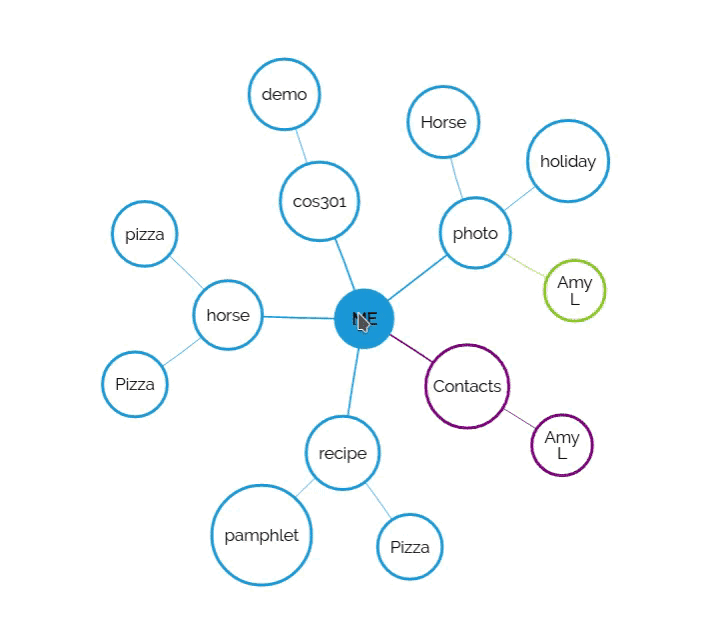 demo
Horse
holiday
cos301
photo
pizza
Amy
L
horse
ME
Pizza
Contacts
Amy
L
recipe
pamphlet
Pizza